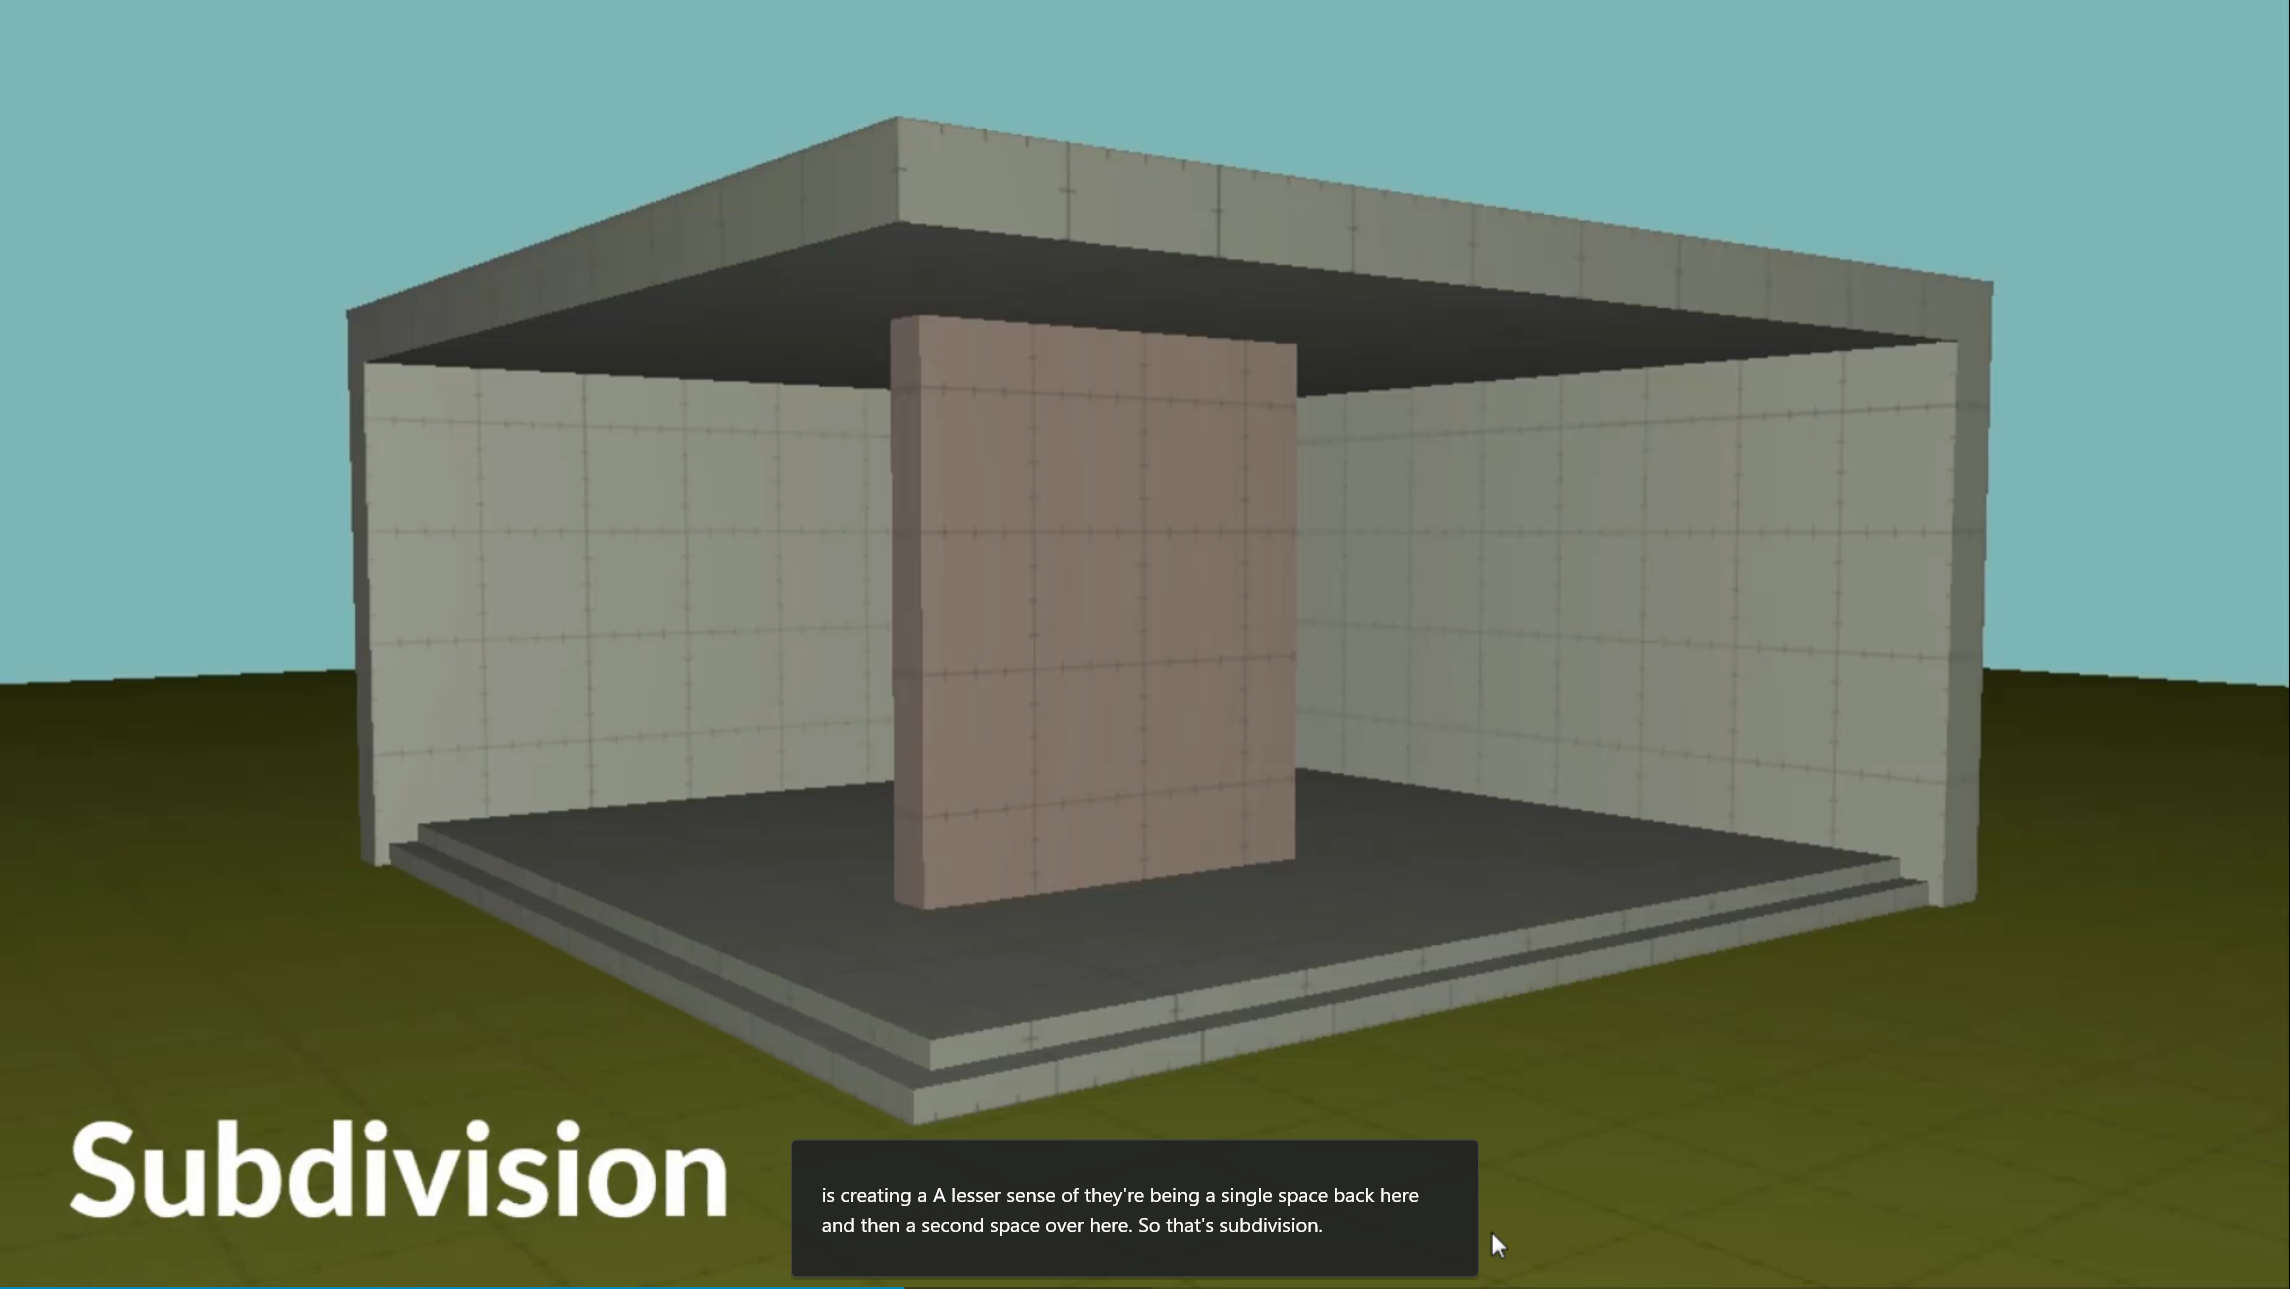 Subdivision
is creating a A lesser sense of they're being a single space back here
and then a second space over here. So that's subdivision.